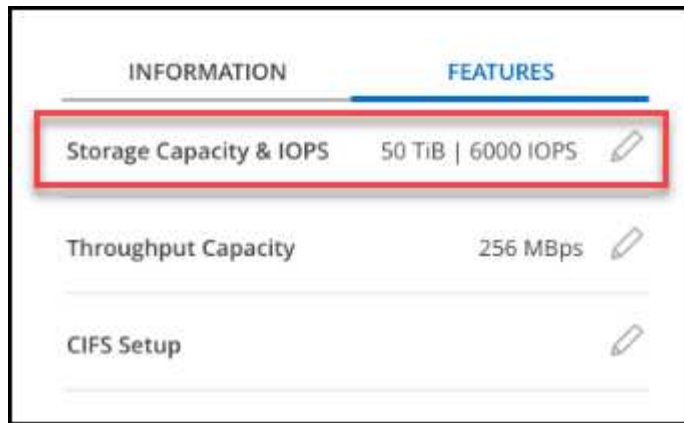 INFORMATION FEATURES
Storage Capacity & IOPS 50 TiB | 6000 IOPS
Throughput Capacity 256 MBps
CIFS Setup